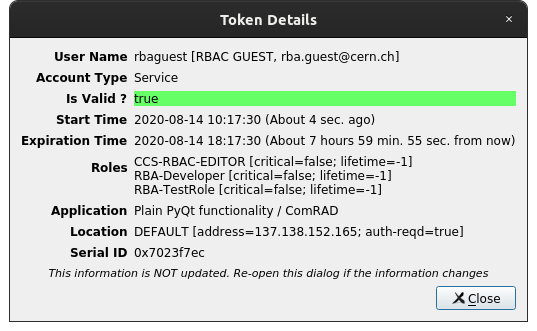 Token Details
×
User Name rbaguest [RBAC GUEST, rba.guest@cern.ch]
Account Type Service
Is Valid ? true
Start Time 2020-08-14 10:17:30 (About 4 sec. ago)
Expiration Time 2020-08-14 18:17:30 (About 7 hours 59 min. 55 sec. from now)
Roles CCS-RBAC-EDITOR [critical=false; lifetime=-1]
RBA-Developer [critical=false; lifetime=-1]
RBA-TestRole [critical=false; lifetime=-1]
Application Plain PyQt functionality / ComRAD
Location DEFAULT [address=137.138.152.165; auth-reqd=true]
Serial ID 0x7023f7ec
This information is NOT updated. Re-open this dialog if the information changes
Close